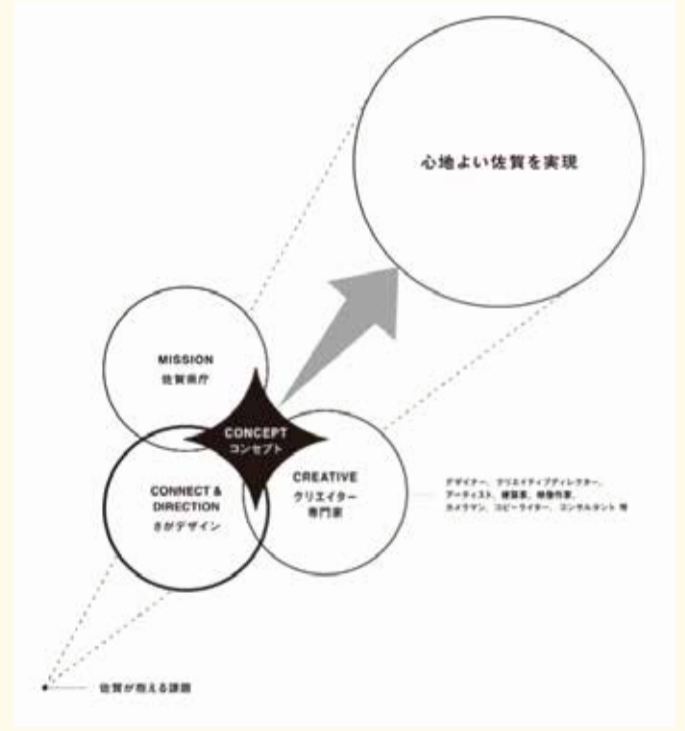 心地よい佐賀を実現
MISSION
佐賀県庁
CONCEPT
コンセプト
CONNECT &
DIRECTION
さがデザイン
CREATIVE
クリエイター
専門家
デザイナー、クリエイティブディレクター、
アーティスト、建築家、映像作家、
カメラマン、コピーライター、コンサルタント 等
佐賀が抱える課題